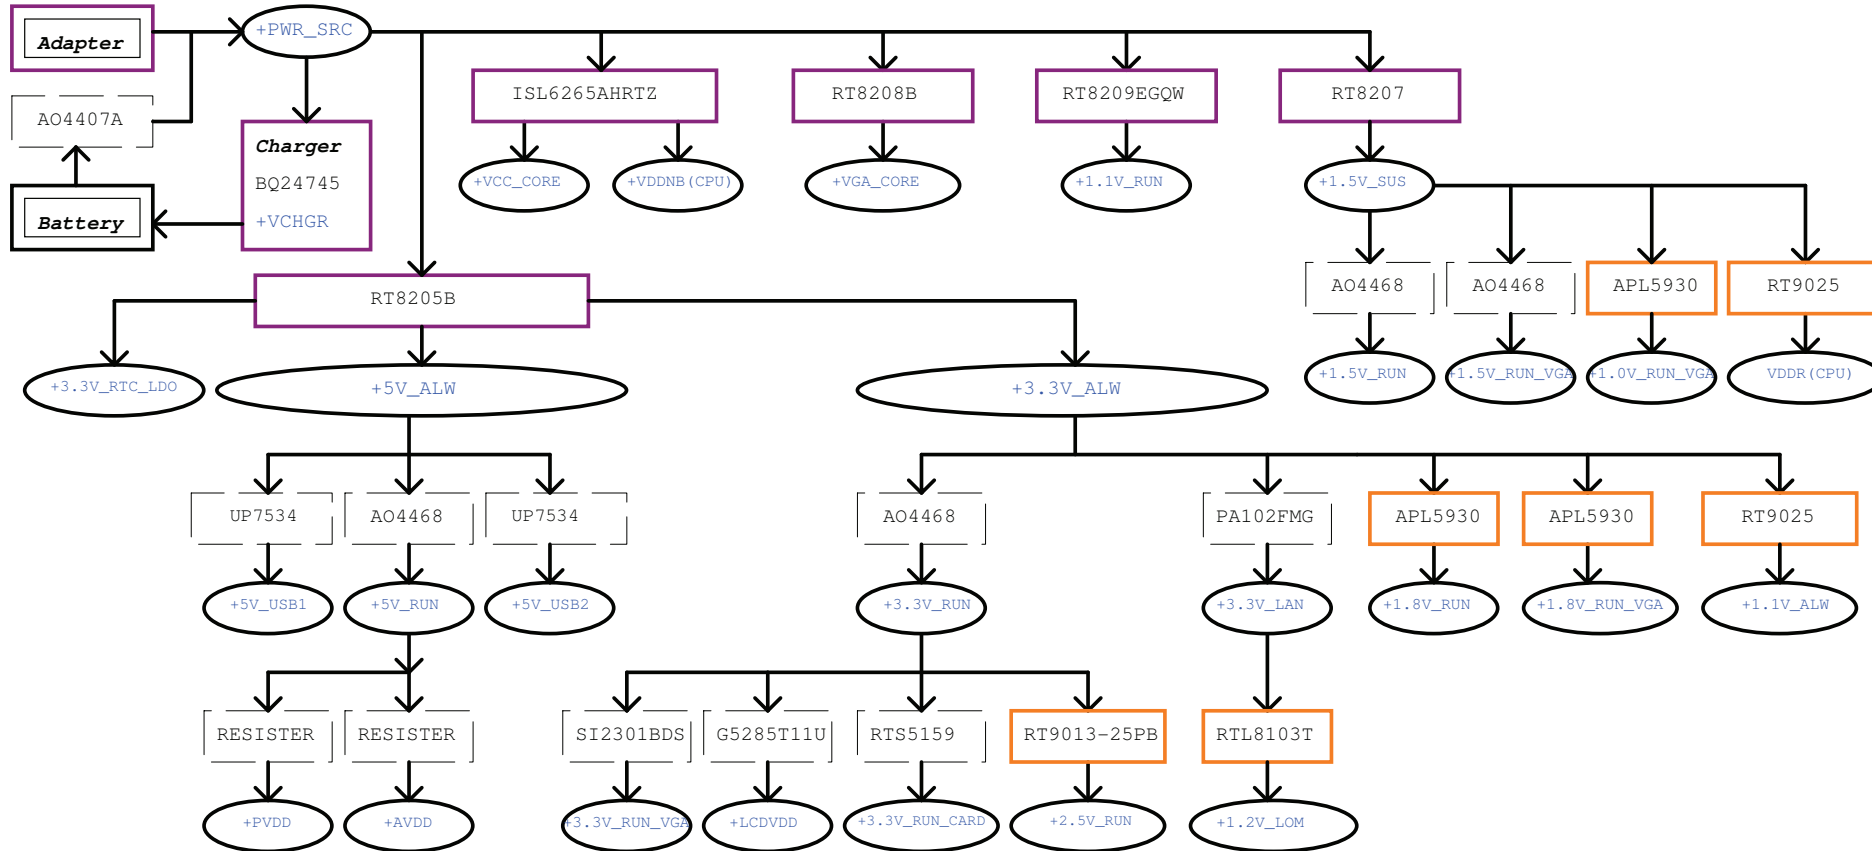 Adapter
+PWR_SRC
AO4407A
Charger
BQ24745
+VCHGR
Battery
ISL6265AHRTZ
RT8208B
RT8209EGQW
RT8207
+VCC_CORE
+VDDNB(CPU)
+VGA_CORE
+1.1V_RUN
+1.5V_SUS
RT8205B
AO4468
AO4468
APL5930
RT9025
+3.3V_RTC_LDO
+5V_ALW
+3.3V_ALW
+1.5V_RUN
+1.5V_RUN_VGA
+1.0V_RUN_VGA
VDDR(CPU)
UP7534
AO4468
UP7534
AO4468
PA102FMG
APL5930
APL5930
RT9025
+5V_USB1
+5V_RUN
+5V_USB2
+3.3V_RUN
+3.3V_LAN
+1.8V_RUN
+1.8V_RUN_VGA
+1.1V_ALW
RESISTER
RESISTER
SI2301BDS
G5285T11U
RTS5159
RT9013-25PB
RTL8103T
+PVDD
+AVDD
+3.3V_RUN_VGA
+LCDVDD
+3.3V_RUN_CARD
+2.5V_RUN
+1.2V_LOM